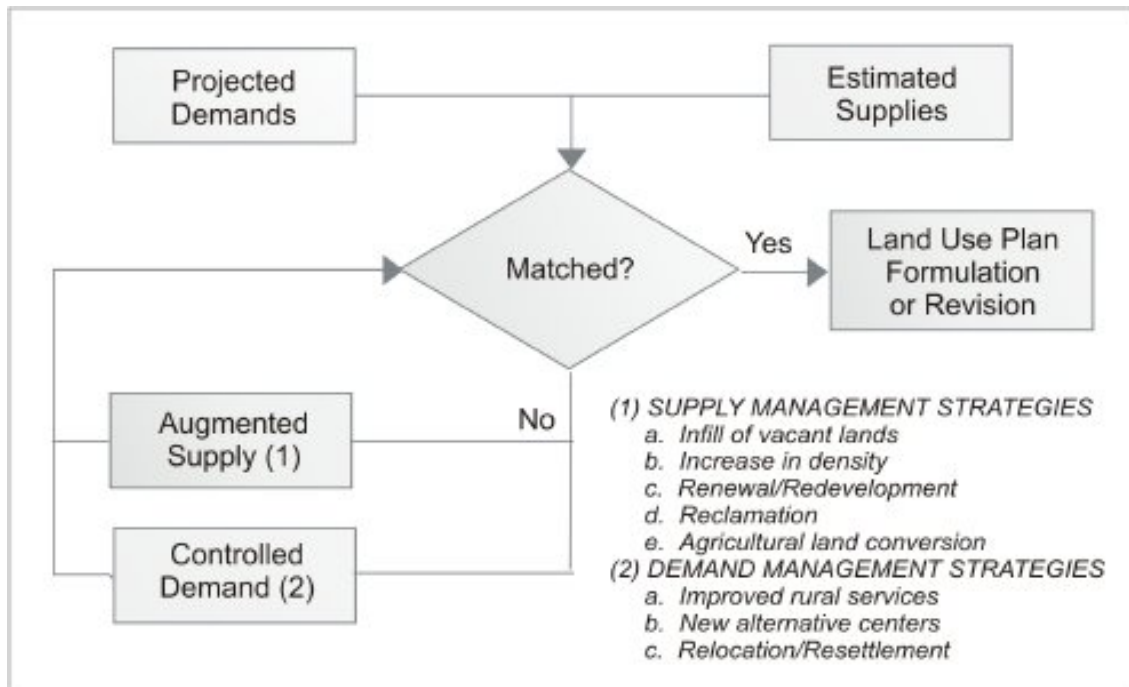 Projected
Demands
Estimated
Supplies
Matched?
Yes
Land Use Plan
Formulation
or Revision
No
Augmented
Supply (1)
Controlled
Demand (2)
(1) SUPPLY MANAGEMENT STRATEGIES
a. Infill of vacant lands
b. Increase in density
c. Renewal/Redevelopment
d. Reclamation
e. Agricultural land conversion
(2) DEMAND MANAGEMENT STRATEGIES
a. Improved rural services
b. New alternative centers
c. Relocation/Resettlement